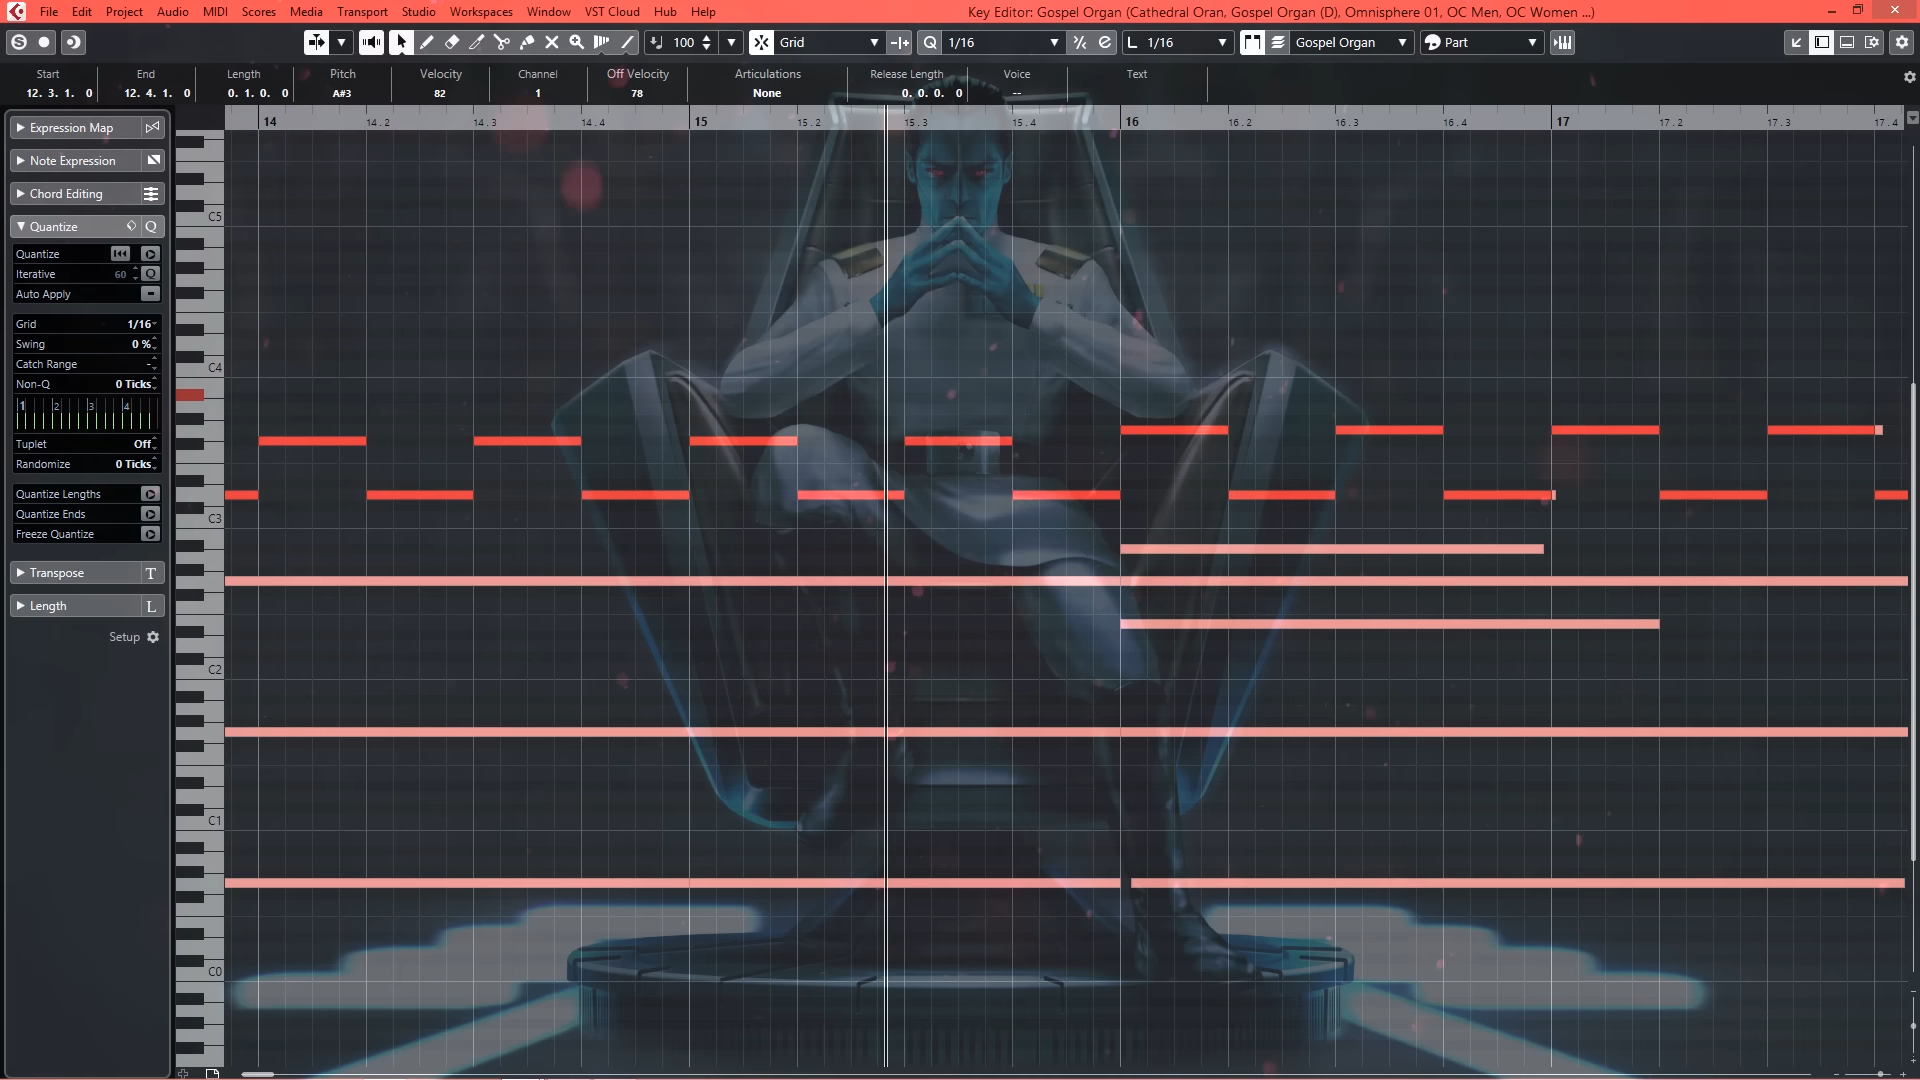 File Edit Project Audio MIDI Scores Media Transport Studio Workspaces Window VST Cloud Hub Help
Key Editor: Gospel Organ (Cathedral Oran, Gospel Organ (D), Omnisphere 01, OC Men, OC Women ...)
S 100 Grid Q 1/16 L 1/16 Gospel Organ Part
Start End Length Pitch Velocity Channel Off Velocity Articulations Release Length Voice Text
12. 3. 1. 0 12. 4. 1. 0 0. 1. 0. 0 A#3 82 1 78 None 0. 0. 0. 0 --
14 14.2 14.3 14.4 15 15.2 15.3 15.4 16 16.2 16.3 16.4 17 17.2 17.3 17.4
Expression Map
Note Expression
Chord Editing
Quantize Q
Quantize
Iterative 60 Q
Auto Apply
Grid 1/16
Swing 0 %
Catch Range -
Non-Q 0 Ticks
1 2 3 4
Tuplet Off
Randomize 0 Ticks
Quantize Lengths
Quantize Ends
Freeze Quantize
Transpose T
Length L
Setup
C5
C4
C3
C2
C1
C0